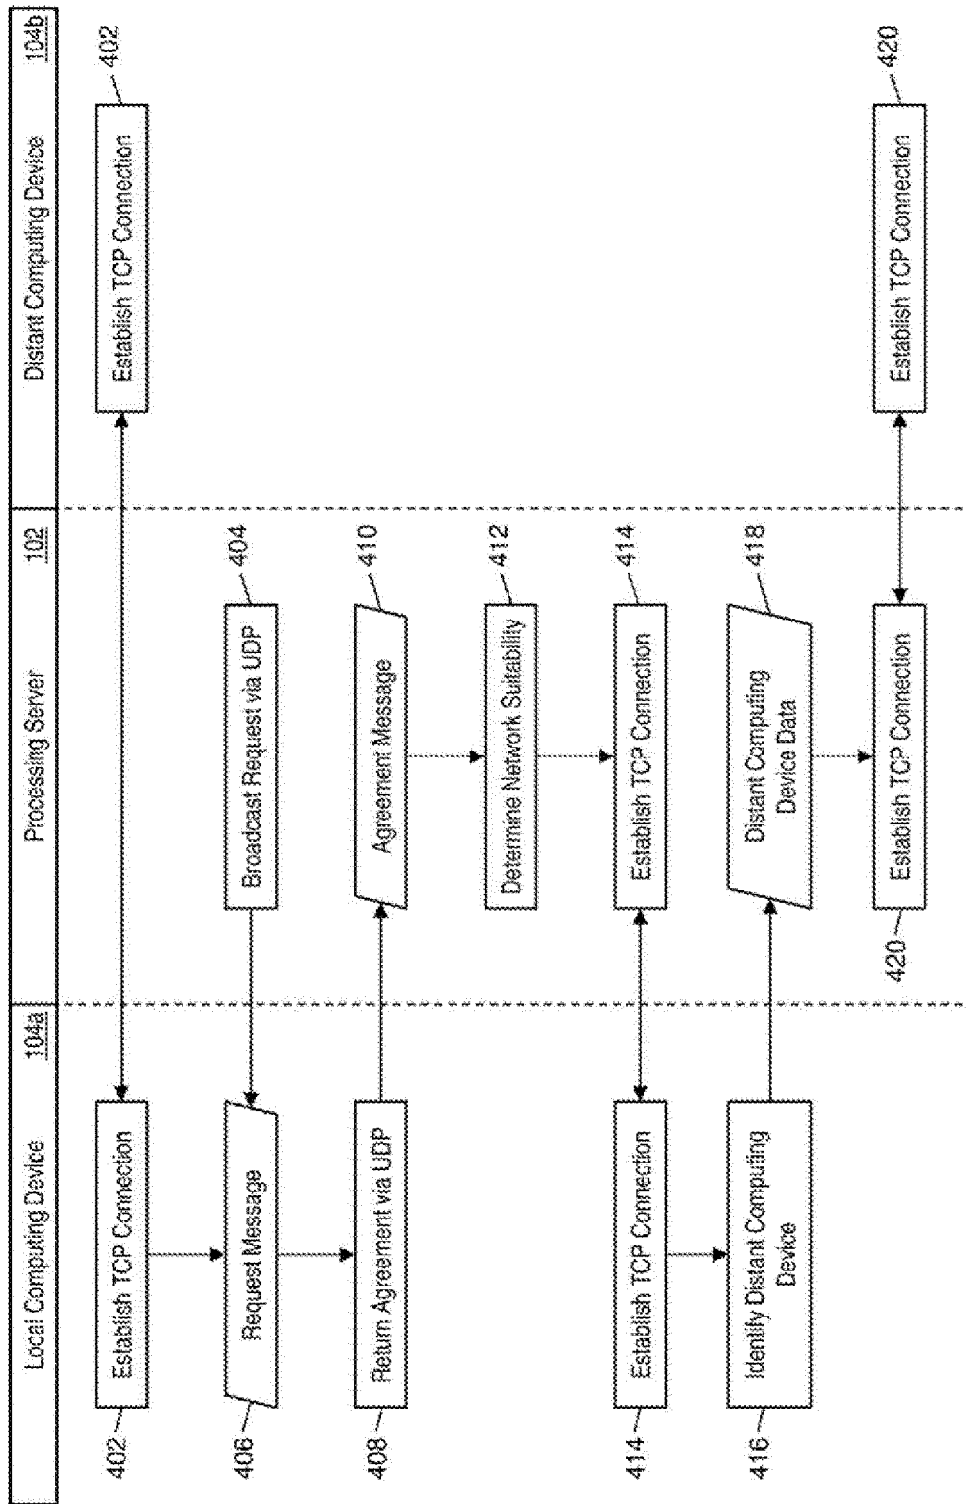 Local Computing Device 104a
Processing Server 102
Distant Computing Device 104b
402
Establish TCP Connection
Establish TCP Connection
402
Broadcast Request via UDP
404
406
Request Message
408
Return Agreement via UDP
Agreement Message
410
Determine Network Suitability
412
414
Establish TCP Connection
Establish TCP Connection
414
416
Identify Distant Computing
Device
Distant Computing
Device Data
418
420
Establish TCP Connection
Establish TCP Connection
420